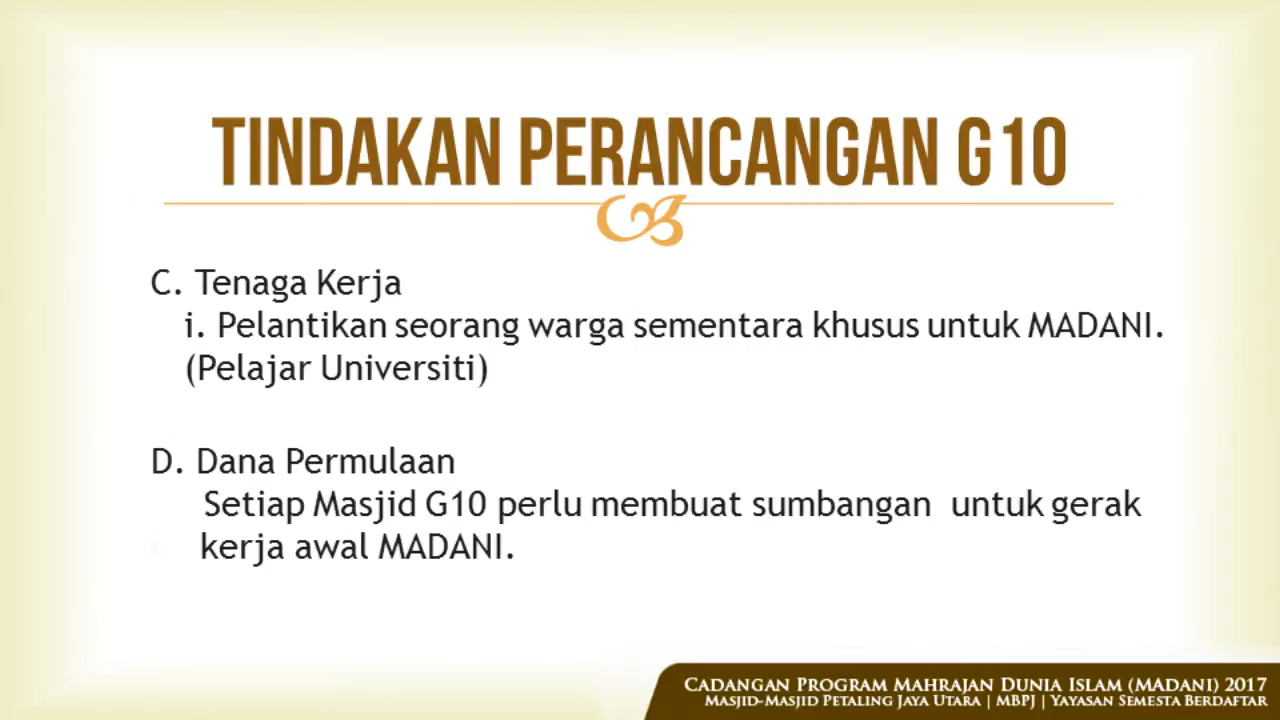 TINDAKAN PERANCANGAN G10
C. Tenaga Kerja
i. Pelantikan seorang warga sementara khusus untuk MADANI.
(Pelajar Universiti)
D. Dana Permulaan
Setiap Masjid G10 perlu membuat sumbangan untuk gerak
kerja awal MADANI.
Cadangan Program Mahrajan Dunia Islam (MADANI) 2017
Masjid-Masjid Petaling Jaya Utara | MBPJ | Yayasan Semesta Berdaftar